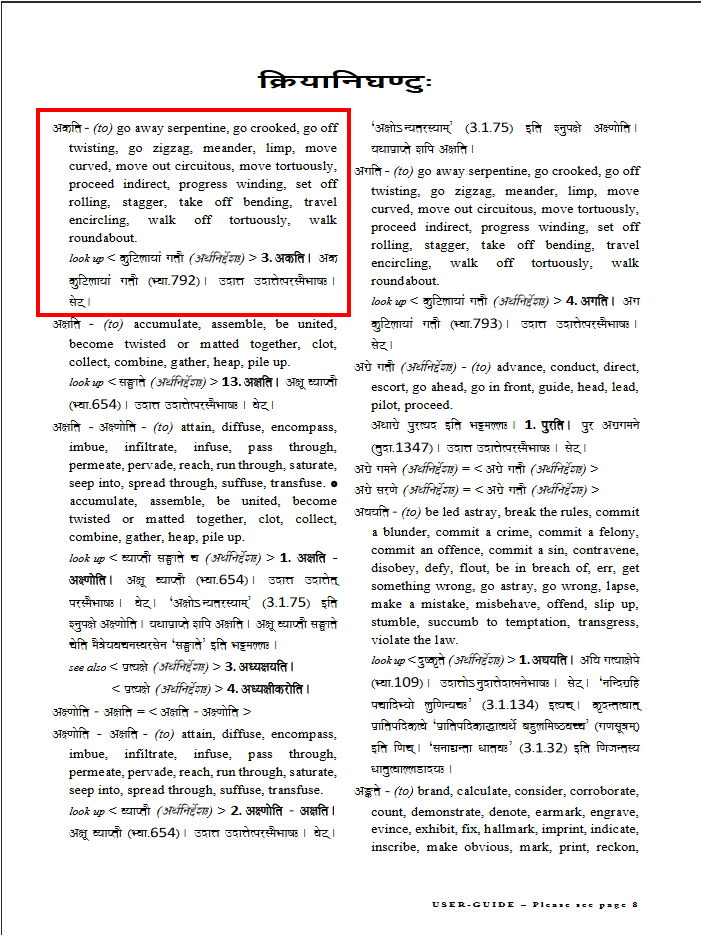 क्रियानिघण्टुः
अकति - (to) go away serpentine, go crooked, go off
twisting, go zigzag, meander, limp, move
curved, move out circuitous, move tortuously,
proceed indirect, progress winding, set off
rolling, stagger, take off bending, travel
encircling, walk off tortuously, walk
roundabout.
look up < कुटिलायां गतौ (अर्थनिर्द्देशः) > 3. अकति। अक
कुटिलायां गतौ (भ्वा.792)। उदात्त उदात्तेत्परस्मैभाषः।
सेट्।
अक्षति - (to) accumulate, assemble, be united,
become twisted or matted together, clot,
collect, combine, gather, heap, pile up.
look up < सङ्घाते (अर्थनिर्द्देशः) > 13. अक्षति। अक्षू व्याप्तौ
(भ्वा.654)। उदात्त उदात्तेत्परस्मैभाषः। वेट्।
अक्षति - अक्ष्णोति - (to) attain, diffuse, encompass,
imbue, infiltrate, infuse, pass through,
permeate, pervade, reach, run through, saturate,
seep into, spread through, suffuse, transfuse. ●
accumulate, assemble, be united, become
twisted or matted together, clot, collect,
combine, gather, heap, pile up.
look up < व्याप्तौ सङ्घाते च (अर्थनिर्द्देशः) > 1. अक्षति -
अक्ष्णोति। अक्षू व्याप्तौ (भ्वा.654)। उदात्त उदात्तेत्
परस्मैभाषः। वेट्। ‘अक्षोऽन्यतरस्याम्’ (3.1.75) इति
श्नुपक्षे अक्ष्णोति। यथाप्राप्ते शपि अक्षति। अक्षू व्याप्तौ सङ्घाते
चेति मैत्रेयवचनस्वरसेन ‘सङ्घाते’ इति भट्टमल्लः।
see also < प्रत्यक्षे (अर्थनिर्द्देशः) > 3. अध्यक्षयति।
< प्रत्यक्षे (अर्थनिर्द्देशः) > 4. अध्यक्षीकरोति।
अक्ष्णोति - अक्षति = < अक्षति - अक्ष्णोति >
अक्ष्णोति - अक्षति - (to) attain, diffuse, encompass,
imbue, infiltrate, infuse, pass through,
permeate, pervade, reach, run through, saturate,
seep into, spread through, suffuse, transfuse.
look up < व्याप्तौ (अर्थनिर्द्देशः) > 2. अक्ष्णोति - अक्षति।
अक्षू व्याप्तौ (भ्वा.654)। उदात्त उदात्तेत्परस्मैभाषः। वेट्।
‘अक्षोऽन्यतरस्याम्’ (3.1.75) इति श्नुपक्षे अक्ष्णोति।
यथाप्राप्ते शपि अक्षति।
अगति - (to) go away serpentine, go crooked, go off
twisting, go zigzag, meander, limp, move
curved, move out circuitous, move tortuously,
proceed indirect, progress winding, set off
rolling, stagger, take off bending, travel
encircling, walk off tortuously, walk
roundabout.
look up < कुटिलायां गतौ (अर्थनिर्द्देशः) > 4. अगति। अग
कुटिलायां गतौ (भ्वा.793)। उदात्त उदात्तेत्परस्मैभाषः।
सेट्।
अग्रे गतौ (अर्थनिर्द्देशः) - (to) advance, conduct, direct,
escort, go ahead, go in front, guide, head, lead,
pilot, proceed.
अथाग्रे पुरत्यद इति भट्टमल्लः। 1. पुरति। पुर अग्रगमने
(तुदा.1347)। उदात्त उदात्तेत्परस्मैभाषः। सेट्।
अग्रे गमने (अर्थनिर्द्देशः) = < अग्रे गतौ (अर्थनिर्द्देशः) >
अग्रे सरणे (अर्थनिर्द्देशः) = < अग्रे गतौ (अर्थनिर्द्देशः) >
अघयति - (to) be led astray, break the rules, commit
a blunder, commit a crime, commit a felony,
commit an offence, commit a sin, contravene,
disobey, defy, flout, be in breach of, err, get
something wrong, go astray, go wrong, lapse,
make a mistake, misbehave, offend, slip up,
stumble, succumb to temptation, transgress,
violate the law.
look up < दुष्कृते (अर्थनिर्द्देशः) > 1. अघयति। अघि गत्याक्षेपे
(भ्वा.109)। उदात्तोऽनुदात्तेदात्मनेभाषः। सेट्। ‘नन्दिग्रहि
पचादिभ्यो ल्युणिन्यचः’ (3.1.134) इत्यच्। कृदन्तत्वात्
प्रातिपदिकत्वे ‘प्रातिपदिकाद्धात्वर्थे बहुलमिष्ठवच्च’ (गणसूत्रम्)
इति णिच्। ‘सनाद्यन्ता धातवः’ (3.1.32) इति णिजन्तस्य
धातुत्वाल्लडादयः।
अङ्कते - (to) brand, calculate, consider, corroborate,
count, demonstrate, denote, earmark, engrave,
evince, exhibit, fix, hallmark, imprint, indicate,
inscribe, make obvious, mark, print, reckon,
USER-GUIDE – Please see page 8